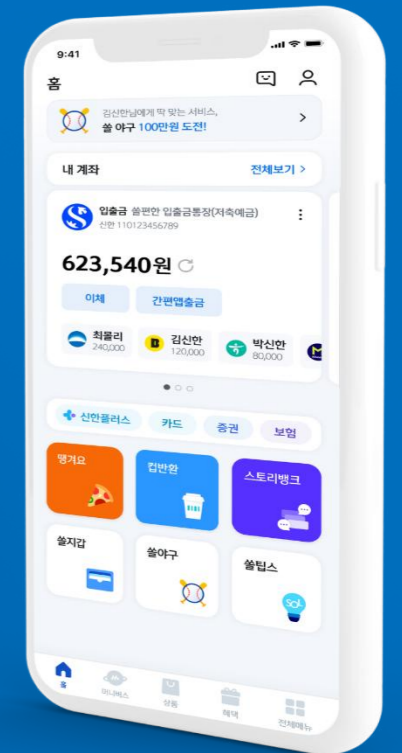 9:41
홈
김신한님에게 딱 맞는 서비스,
쏠 야구 100만원 도전!
내 계좌 전체보기
입출금 쏠편한 입출금통장(저축예금)
신한 110123456789
623,540원
이체 간편앱출금
최몰리 김신한 박신한
240,000 120,000 80,000
신한플러스 카드 증권 보험
땡겨요 컵반환 스토리뱅크
쏠지갑 쏠야구 쏠팁스
sol
홈 유니버스 상품 혜택 전체메뉴